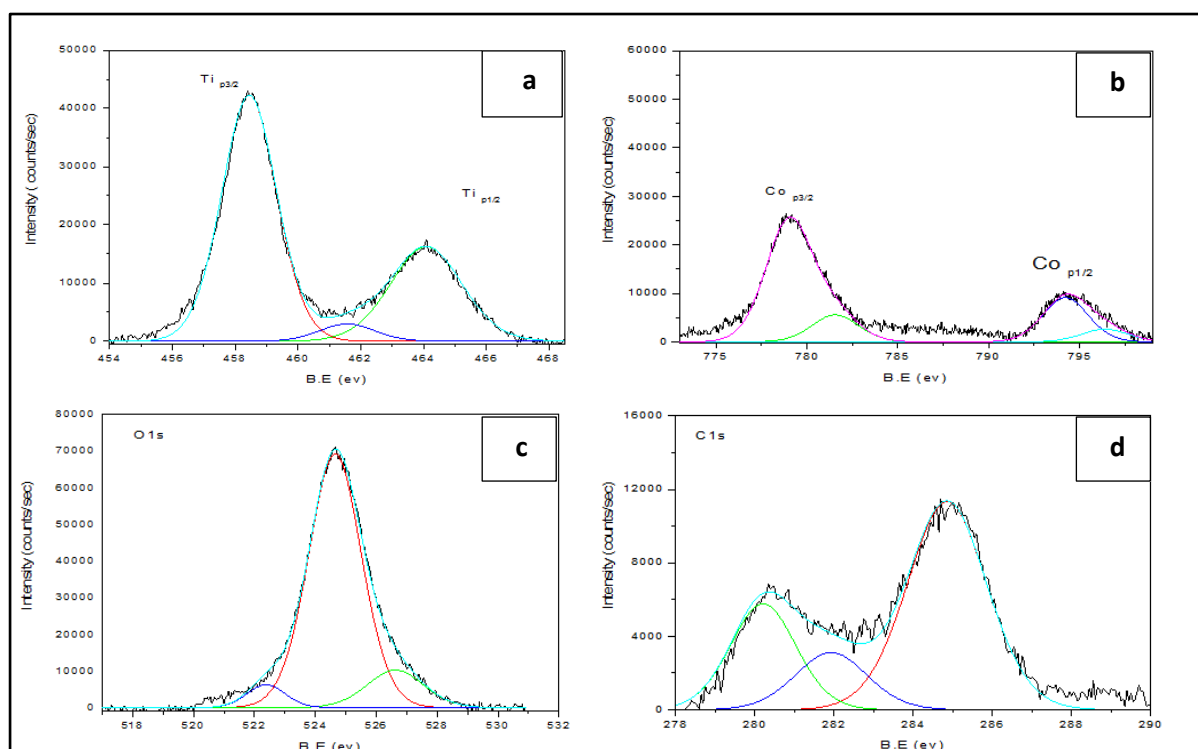 50000
40000
30000
20000
10000
0
Intensity ( counts/sec)
Ti p3/2
Ti p1/2
a
454 456 458 460 462 464 466 468
B.E (ev)
60000
50000
40000
30000
20000
10000
0
Intensity (counts/sec)
Co p3/2
Co p1/2
b
775 780 785 790 795
B.E (ev)
80000
70000
60000
50000
40000
30000
20000
10000
0
Intensity (counts/sec)
O1s
c
518 520 522 524 526 528 530 532
B.E (ev)
16000
12000
8000
4000
0
Intensity (counts/sec)
C1s
d
278 280 282 284 286 288 290
B.E (ev)